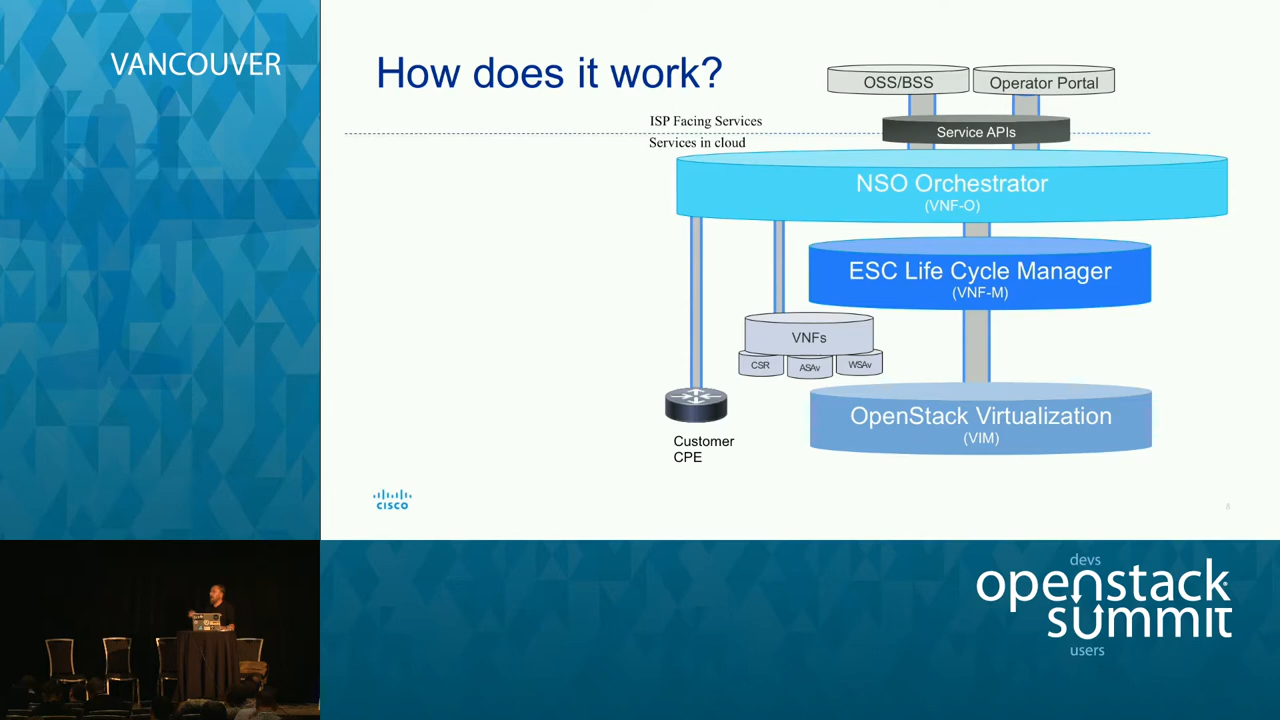 VANCOUVER
How does it work?
OSS/BSS
Operator Portal
ISP Facing Services
Service APIs
Services in cloud
NSO Orchestrator
(VNF-O)
ESC Life Cycle Manager
(VNF-M)
VNFs
CSR
ASAv
WSAv
OpenStack Virtualization
(VIM)
Customer
CPE
CISCO
8
devs
openstack
summit
users